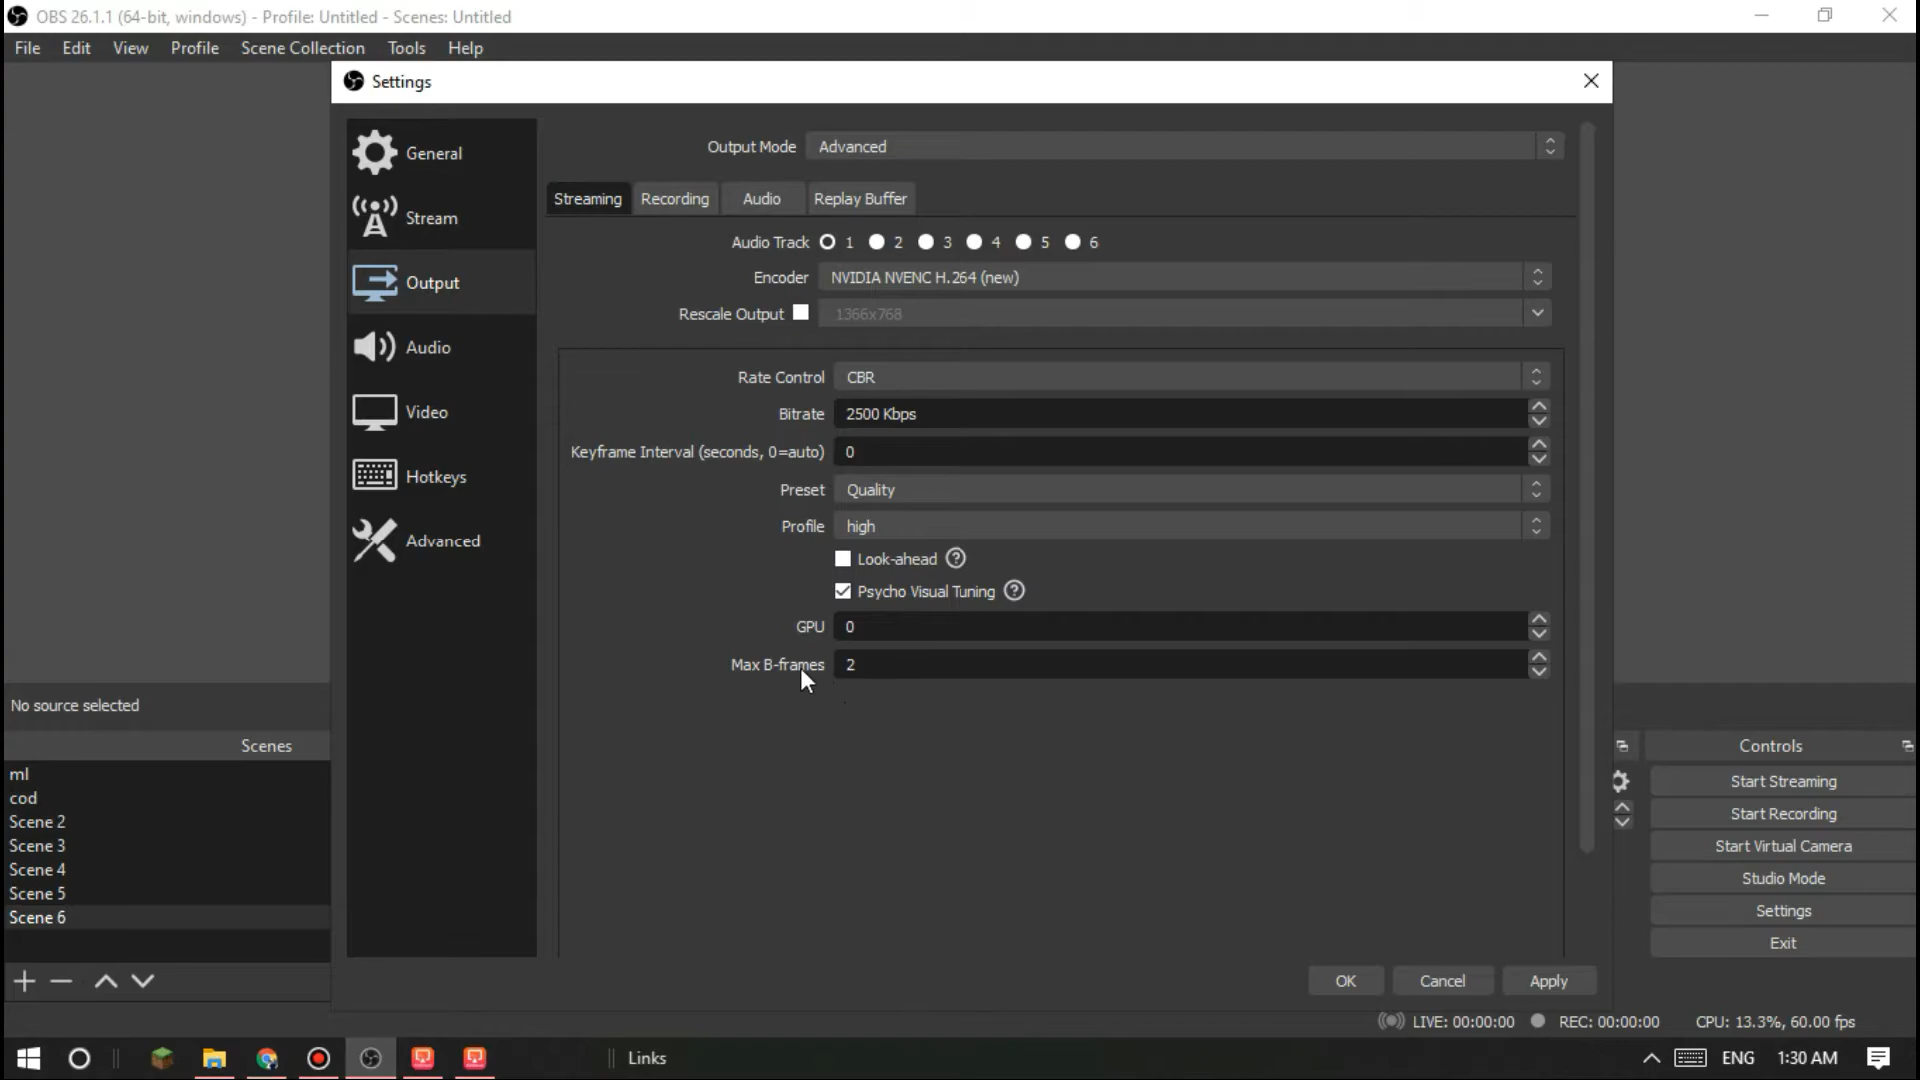 OBS 26.1.1 (64-bit, windows) - Profile: Untitled - Scenes: Untitled
File Edit View Profile Scene Collection Tools Help
Settings
General
Stream
Output
Audio
Video
Hotkeys
Advanced
Output Mode Advanced
Streaming Recording Audio Replay Buffer
Audio Track 1 2 3 4 5 6
Encoder NVIDIA NVENC H.264 (new)
Rescale Output 1366x768
Rate Control CBR
Bitrate 2500 Kbps
Keyframe Interval (seconds, 0=auto) 0
Preset Quality
Profile high
Look-ahead ?
Psycho Visual Tuning ?
GPU 0
Max B-frames 2
OK Cancel Apply
No source selected
Scenes
ml
cod
Scene 2
Scene 3
Scene 4
Scene 5
Scene 6
Controls
Start Streaming
Start Recording
Start Virtual Camera
Studio Mode
Settings
Exit
LIVE: 00:00:00 REC: 00:00:00 CPU: 13.3%, 60.00 fps
Links
ENG 1:30 AM